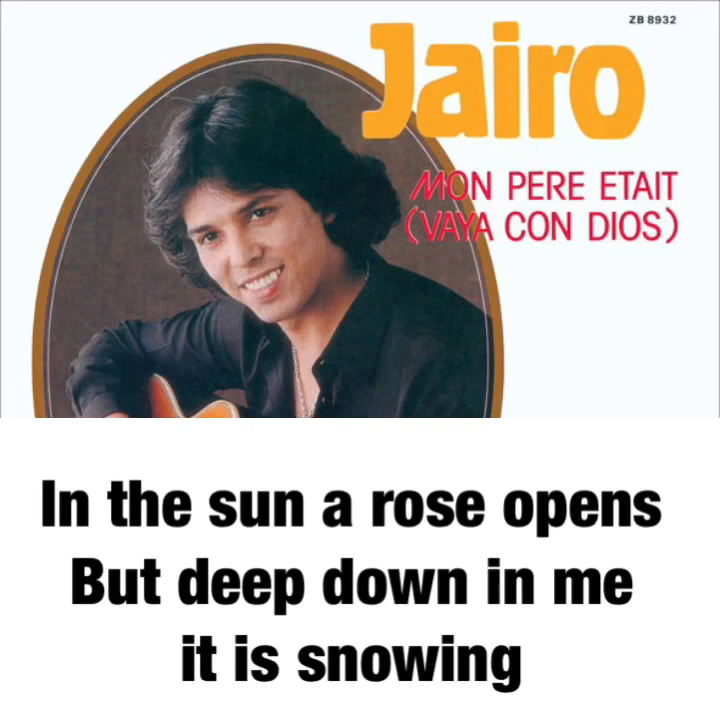 ZB 8932
Jairo
MON PERE ETAIT
(VAYA CON DIOS)
In the sun a rose opens
But deep down in me
it is snowing